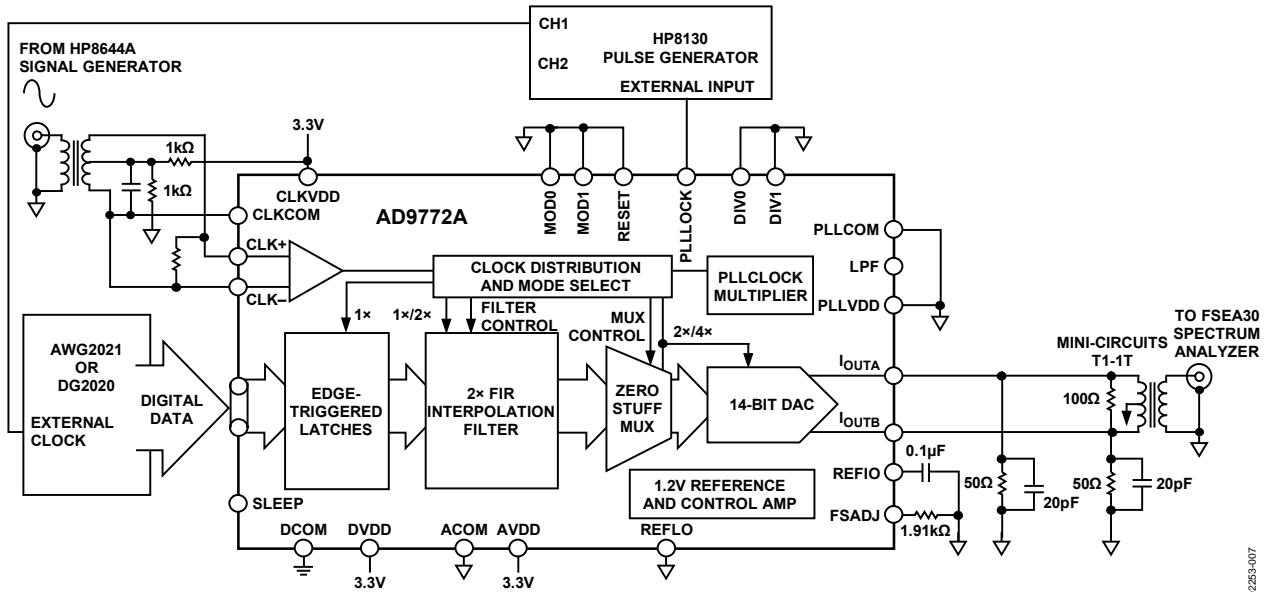 CH1
HP8130
PULSE GENERATOR
CH2
EXTERNAL INPUT
FROM HP8644A
SIGNAL GENERATOR
3.3V
1kΩ
1kΩ
CLKVDD
MOD0
MOD1
RESET
PLLLOCK
DIV0
DIV1
CLKCOM
AD9772A
PLLCOM
CLK+
CLOCK DISTRIBUTION
AND MODE SELECT
PLLCLOCK
MULTIPLIER
LPF
CLK–
PLLVDD
1×
1×/2×
FILTER
CONTROL
MUX
CONTROL
2×/4×
TO FSEA30
SPECTRUM
ANALYZER
MINI-CIRCUITS
T1-1T
AWG2021
OR
DG2020
EXTERNAL
CLOCK
DIGITAL
DATA
EDGE-
TRIGGERED
LATCHES
2× FIR
INTERPOLATION
FILTER
ZERO
STUFF
MUX
14-BIT DAC
IOUTA
100Ω
IOUTB
0.1µF
REFIO
50Ω
20pF
50Ω
20pF
1.2V REFERENCE
AND CONTROL AMP
FSADJ
1.91kΩ
SLEEP
DCOM
DVDD
ACOM
AVDD
REFLO
3.3V
3.3V
02253-007